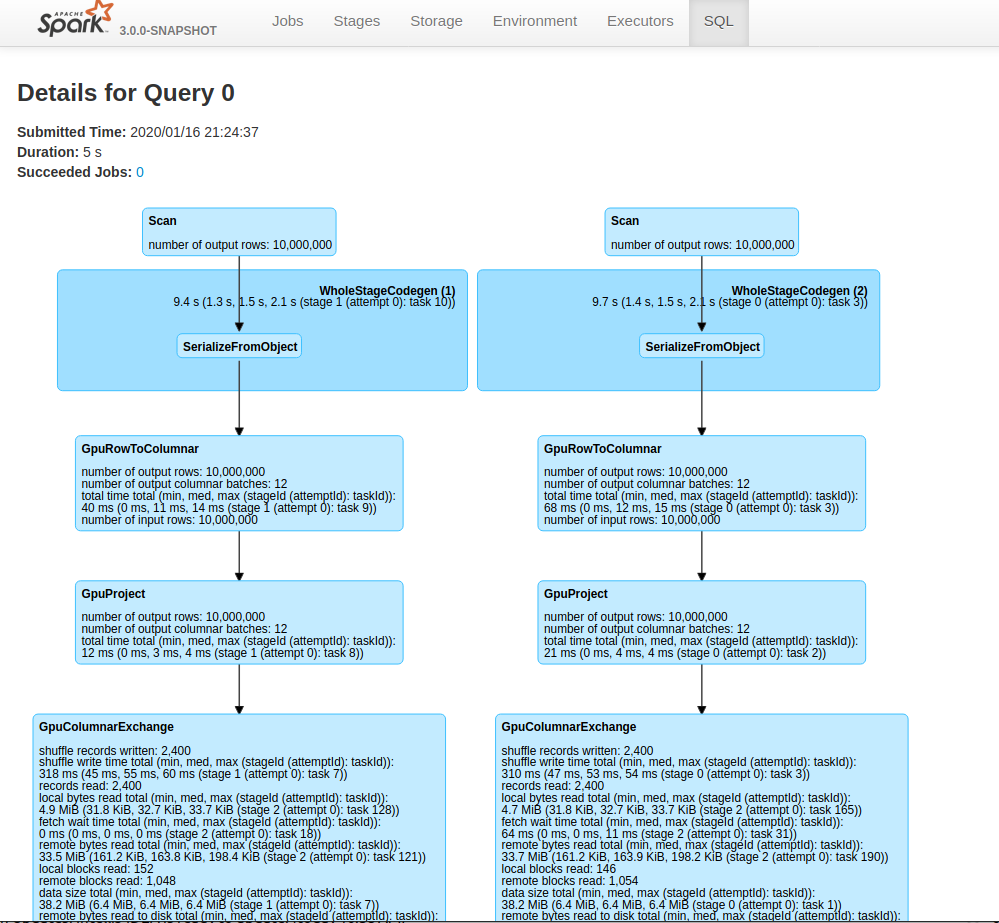 APACHE
Spark 3.0.0-SNAPSHOT
Jobs Stages Storage Environment Executors SQL
Details for Query 0
Submitted Time: 2020/01/16 21:24:37
Duration: 5 s
Succeeded Jobs: 0
Scan
number of output rows: 10,000,000
WholeStageCodegen (1)
9.4 s (1.3 s, 1.5 s, 2.1 s (stage 1 (attempt 0): task 10))
SerializeFromObject
GpuRowToColumnar
number of output rows: 10,000,000
number of output columnar batches: 12
total time total (min, med, max (stageId (attemptId): taskId)):
40 ms (0 ms, 11 ms, 14 ms (stage 1 (attempt 0): task 9))
number of input rows: 10,000,000
GpuProject
number of output rows: 10,000,000
number of output columnar batches: 12
total time total (min, med, max (stageId (attemptId): taskId)):
12 ms (0 ms, 3 ms, 4 ms (stage 1 (attempt 0): task 8))
GpuColumnarExchange
shuffle records written: 2,400
shuffle write time total (min, med, max (stageId (attemptId): taskId)):
318 ms (45 ms, 55 ms, 60 ms (stage 1 (attempt 0): task 7))
records read: 2,400
local bytes read total (min, med, max (stageId (attemptId): taskId)):
4.9 MiB (31.8 KiB, 32.7 KiB, 33.7 KiB (stage 2 (attempt 0): task 128))
fetch wait time total (min, med, max (stageId (attemptId): taskId)):
0 ms (0 ms, 0 ms, 0 ms (stage 2 (attempt 0): task 18))
remote bytes read total (min, med, max (stageId (attemptId): taskId)):
33.5 MiB (161.2 KiB, 163.8 KiB, 198.4 KiB (stage 2 (attempt 0): task 121))
local blocks read: 152
remote blocks read: 1,048
data size total (min, med, max (stageId (attemptId): taskId)):
38.2 MiB (6.4 MiB, 6.4 MiB, 6.4 MiB (stage 1 (attempt 0): task 7))
remote bytes read to disk total (min, med, max (stageId (attemptId): taskId)):
Scan
number of output rows: 10,000,000
WholeStageCodegen (2)
9.7 s (1.4 s, 1.5 s, 2.1 s (stage 0 (attempt 0): task 3))
SerializeFromObject
GpuRowToColumnar
number of output rows: 10,000,000
number of output columnar batches: 12
total time total (min, med, max (stageId (attemptId): taskId)):
68 ms (0 ms, 12 ms, 15 ms (stage 0 (attempt 0): task 3))
number of input rows: 10,000,000
GpuProject
number of output rows: 10,000,000
number of output columnar batches: 12
total time total (min, med, max (stageId (attemptId): taskId)):
21 ms (0 ms, 4 ms, 4 ms (stage 0 (attempt 0): task 2))
GpuColumnarExchange
shuffle records written: 2,400
shuffle write time total (min, med, max (stageId (attemptId): taskId)):
310 ms (47 ms, 53 ms, 54 ms (stage 0 (attempt 0): task 3))
records read: 2,400
local bytes read total (min, med, max (stageId (attemptId): taskId)):
4.7 MiB (31.8 KiB, 32.7 KiB, 33.7 KiB (stage 2 (attempt 0): task 165))
fetch wait time total (min, med, max (stageId (attemptId): taskId)):
64 ms (0 ms, 0 ms, 11 ms (stage 2 (attempt 0): task 31))
remote bytes read total (min, med, max (stageId (attemptId): taskId)):
33.7 MiB (161.2 KiB, 163.9 KiB, 198.2 KiB (stage 2 (attempt 0): task 190))
local blocks read: 146
remote blocks read: 1,054
data size total (min, med, max (stageId (attemptId): taskId)):
38.2 MiB (6.4 MiB, 6.4 MiB, 6.4 MiB (stage 0 (attempt 0): task 1))
remote bytes read to disk total (min, med, max (stageId (attemptId): taskId)):